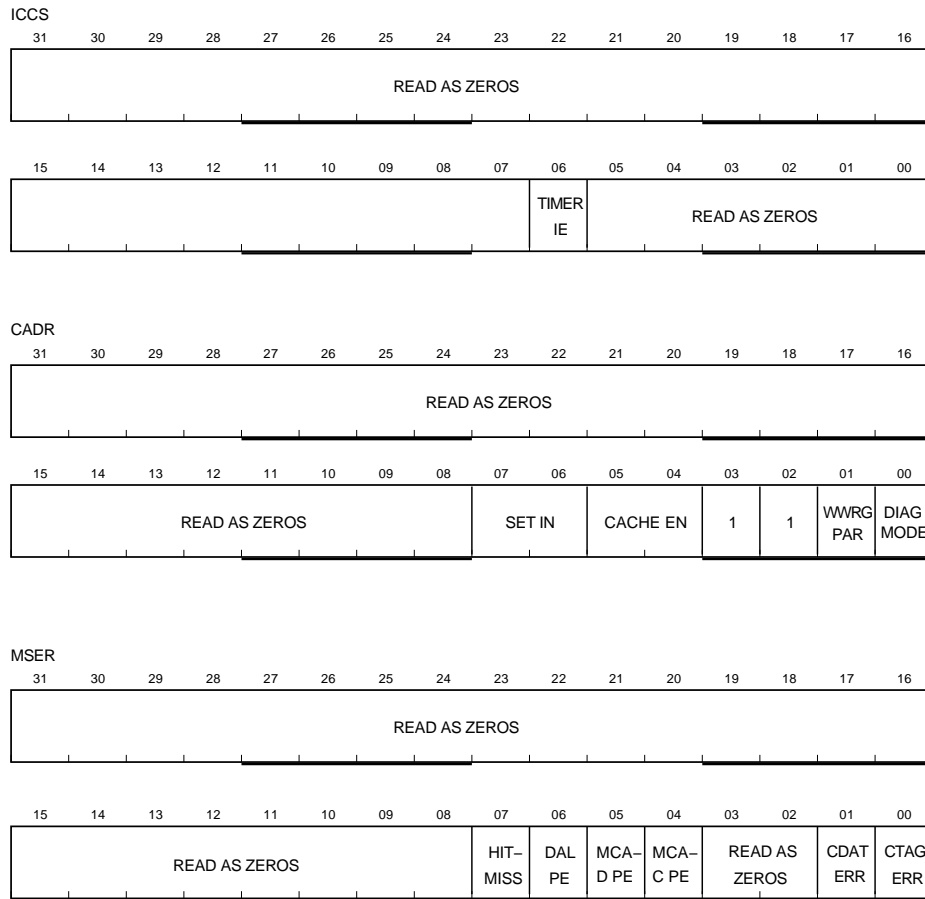 ICCS
31 30 29 28 27 26 25 24 23 22 21 20 19 18 17 16
READ AS ZEROS
15 14 13 12 11 10 09 08 07 06 05 04 03 02 01 00
TIMER
READ AS ZEROS
IE
CADR
31 30 29 28 27 26 25 24 23 22 21 20 19 18 17 16
READ AS ZEROS
15 14 13 12 11 10 09 08 07 06 05 04 03 02 01 00
WWRG DIAG
READ AS ZEROS SET IN CACHE EN 1 1
PAR MODE
MSER
31 30 29 28 27 26 25 24 23 22 21 20 19 18 17 16
READ AS ZEROS
15 14 13 12 11 10 09 08 07 06 05 04 03 02 01 00
HIT– DAL MCA– MCA– READ AS CDAT CTAG
READ AS ZEROS
MISS PE D PE C PE ZEROS ERR ERR